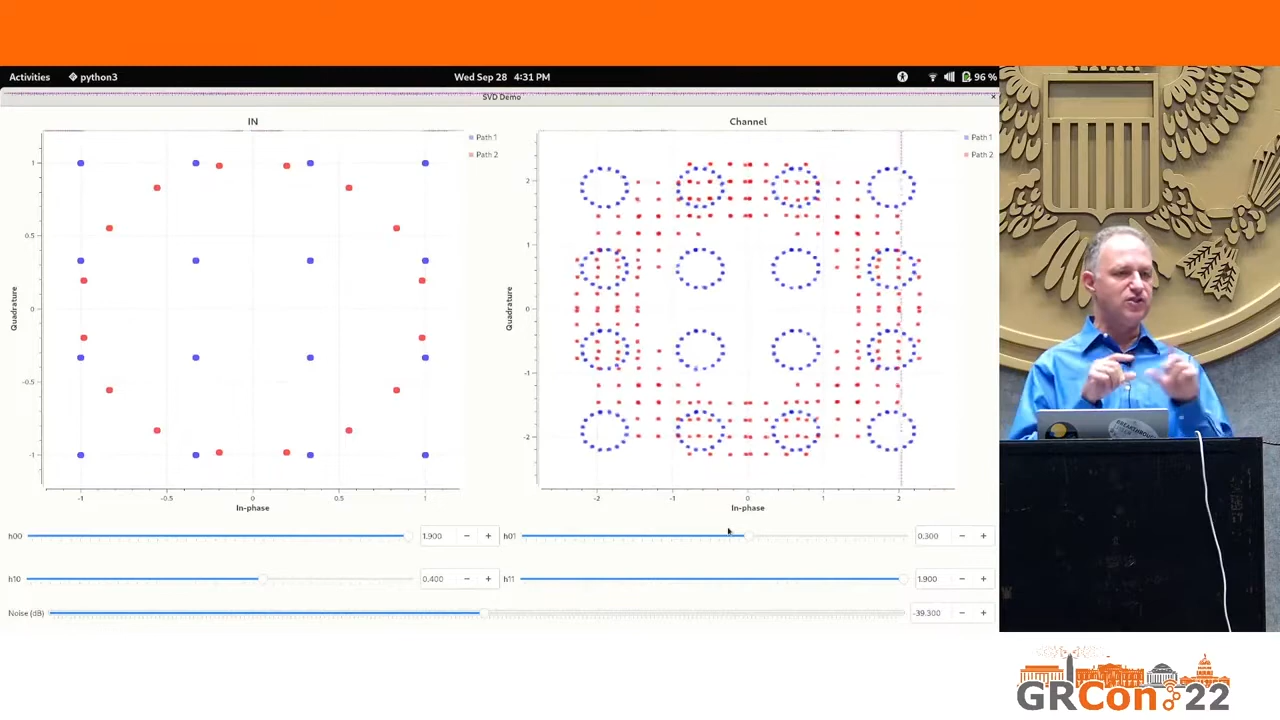 Activities
python3
Wed Sep 28 4:31 PM
96 %
SVD Demo
×
IN
Path 1
Path 2
1
0.5
0
-0.5
-1
Quadrature
-1 -0.5 0 0.5 1
In-phase
Channel
Path 1
Path 2
2
1
0
-1
-2
Quadrature
-2 -1 0 1 2
In-phase
h00 1.900 − +
h01 0.300 − +
h10 0.400 − +
h11 1.900 − +
Noise (dB) -39.300 − +
BREAKTHROUGH
GRCon 22